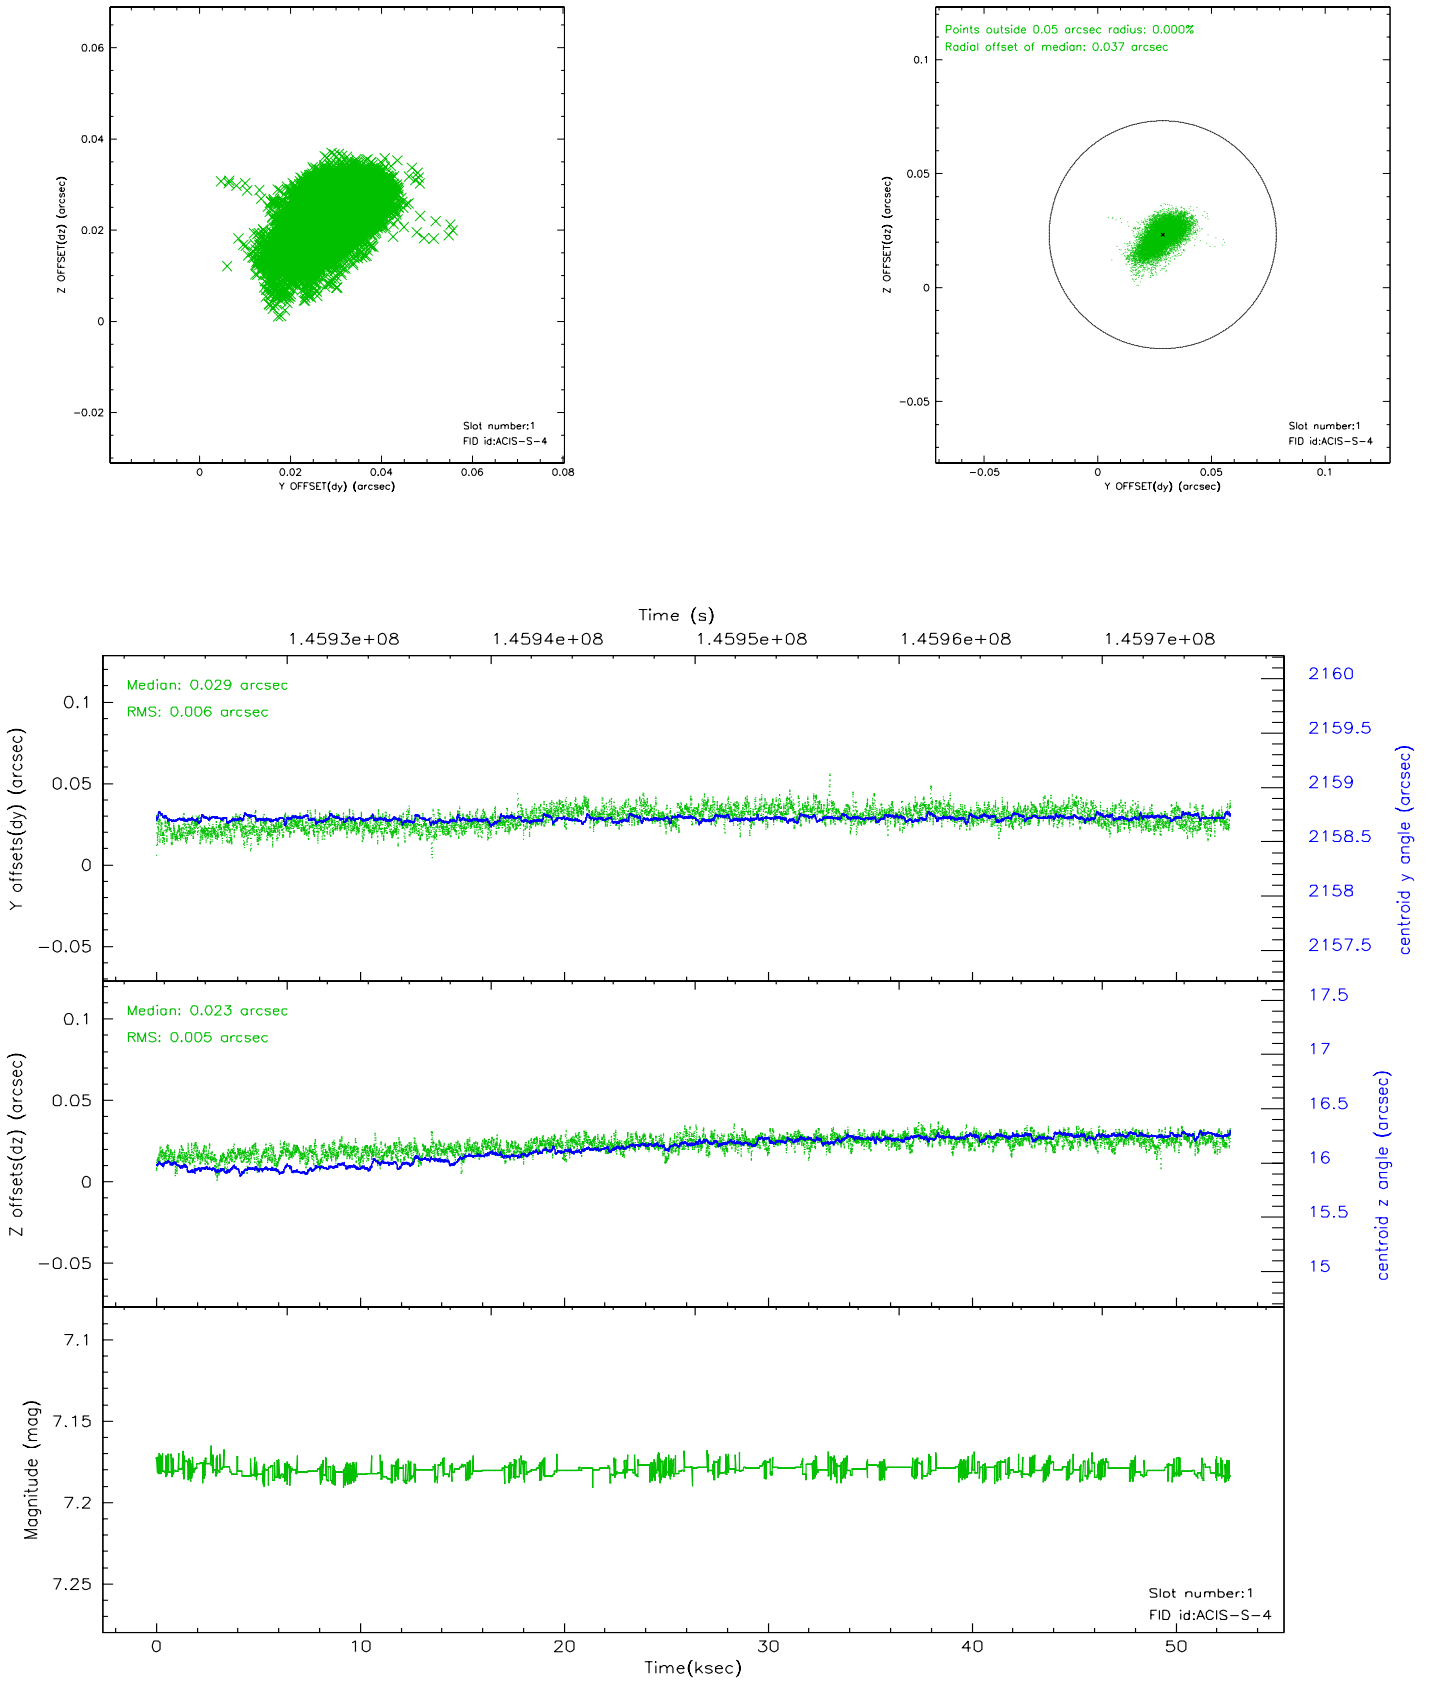 0.06
0.04
0.02
0
−0.02
Z OFFSET(dz) (arcsec)
Slot number:1
FID id:ACIS−S−4
0
0.02
0.04
0.06
0.08
Y OFFSET(dy) (arcsec)
Points outside 0.05 arcsec radius: 0.000%
Radial offset of median: 0.037 arcsec
0.1
0.05
0
−0.05
Z OFFSET(dz) (arcsec)
Slot number:1
FID id:ACIS−S−4
−0.05
0
0.05
0.1
Y OFFSET(dy) (arcsec)
Time (s)
1.4593e+08
1.4594e+08
1.4595e+08
1.4596e+08
1.4597e+08
Median: 0.029 arcsec
RMS: 0.006 arcsec
0.1
0.05
0
−0.05
Y offsets(dy) (arcsec)
2160
2159.5
2159
2158.5
2158
2157.5
centroid y angle (arcsec)
Median: 0.023 arcsec
RMS: 0.005 arcsec
0.1
0.05
0
−0.05
Z offsets(dz) (arcsec)
17.5
17
16.5
16
15.5
15
centroid z angle (arcsec)
7.1
7.15
7.2
7.25
Magnitude (mag)
Slot number:1
FID id:ACIS−S−4
0
10
20
30
40
50
Time(ksec)